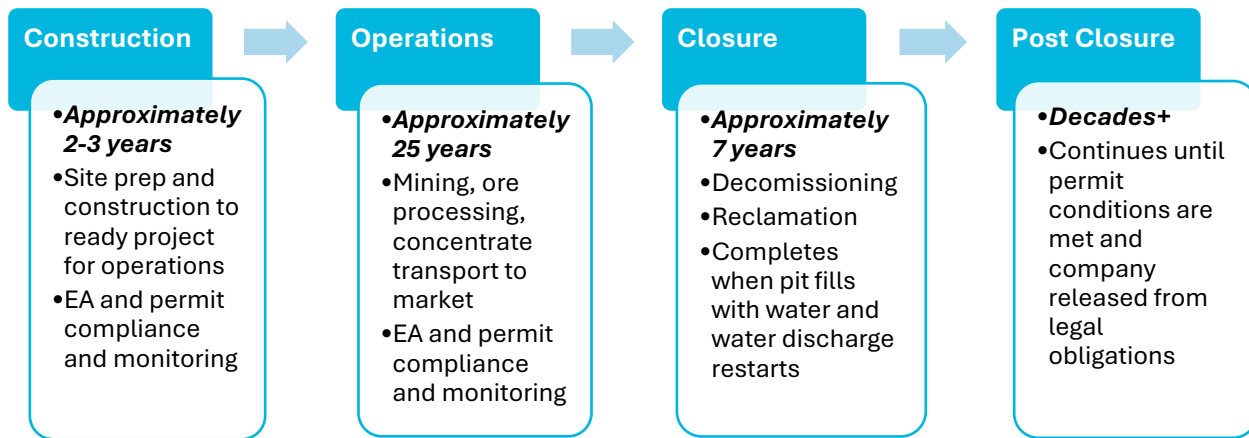 Construction
•Approximately
2-3 years
•Site prep and
construction to
ready project
for operations
•EA and permit
compliance
and monitoring
Operations
•Approximately
25 years
•Mining, ore
processing,
concentrate
transport to
market
•EA and permit
compliance
and monitoring
Closure
•Approximately
7 years
•Decomissioning
•Reclamation
•Completes
when pit fills
with water and
water discharge
restarts
Post Closure
•Decades+
•Continues until
permit
conditions are
met and
company
released from
legal
obligations